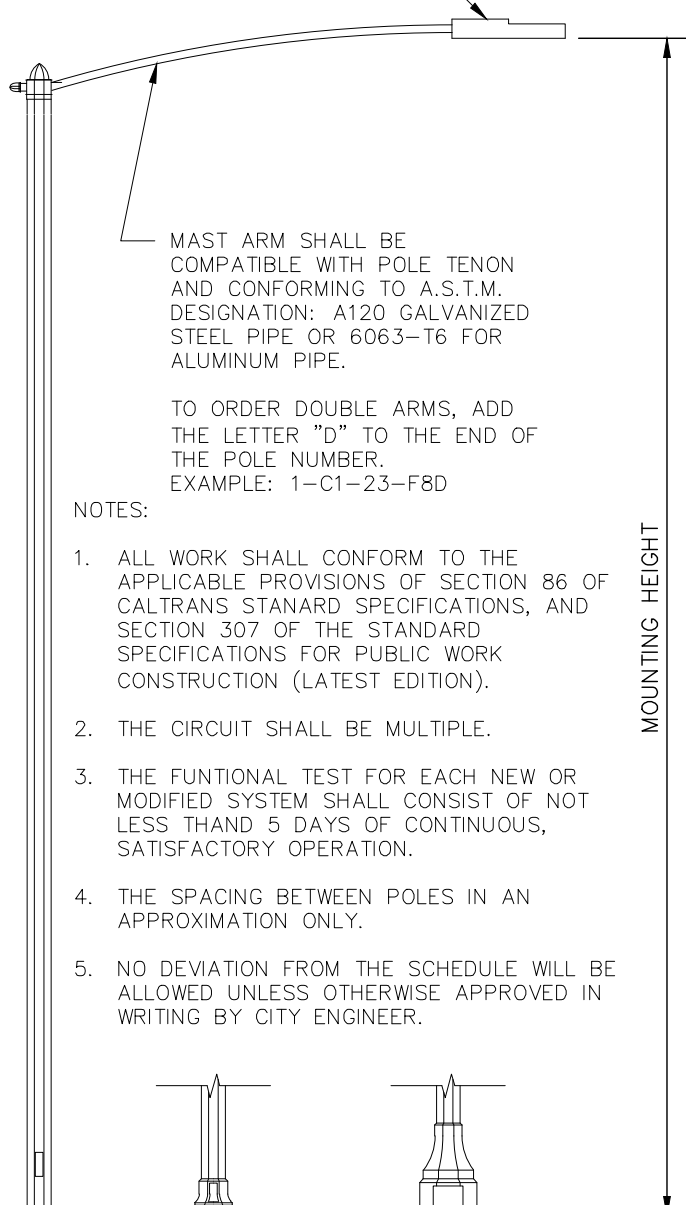 MAST ARM SHALL BE
COMPATIBLE WITH POLE TENON
AND CONFORMING TO A.S.T.M.
DESIGNATION: A120 GALVANIZED
STEEL PIPE OR 6063-T6 FOR
ALUMINUM PIPE.
TO ORDER DOUBLE ARMS, ADD
THE LETTER "D" TO THE END OF
THE POLE NUMBER.
EXAMPLE: 1-C1-23-F8D
NOTES:
1. ALL WORK SHALL CONFORM TO THE
APPLICABLE PROVISIONS OF SECTION 86 OF
CALTRANS STANARD SPECIFICATIONS, AND
SECTION 307 OF THE STANDARD
SPECIFICATIONS FOR PUBLIC WORK
CONSTRUCTION (LATEST EDITION).
2. THE CIRCUIT SHALL BE MULTIPLE.
3. THE FUNTIONAL TEST FOR EACH NEW OR
MODIFIED SYSTEM SHALL CONSIST OF NOT
LESS THAND 5 DAYS OF CONTINUOUS,
SATISFACTORY OPERATION.
4. THE SPACING BETWEEN POLES IN AN
APPROXIMATION ONLY.
5. NO DEVIATION FROM THE SCHEDULE WILL BE
ALLOWED UNLESS OTHERWISE APPROVED IN
WRITING BY CITY ENGINEER.
MOUNTING HEIGHT